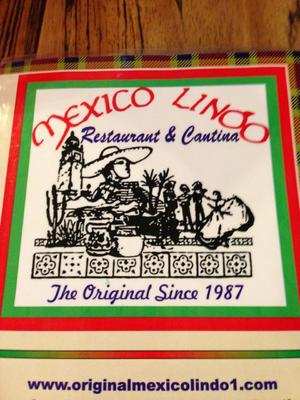 MEXICO LINDO
Restaurant & Cantina
The Original Since 1987
www.originalmexicolindo1.com